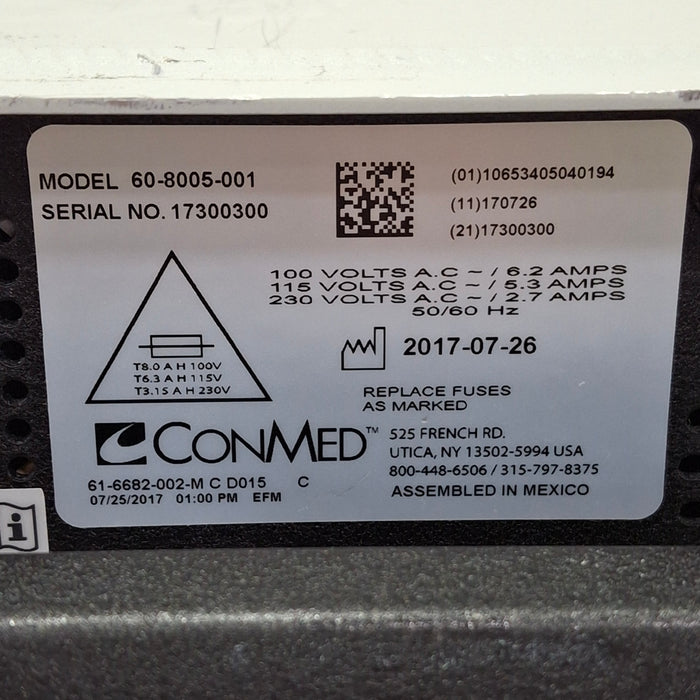 MODEL 60-8005-001
SERIAL NO. 17300300
(01)10653405040194
(11)170726
(21)17300300
100 VOLTS A.C ~ / 6.2 AMPS
115 VOLTS A.C ~ / 5.3 AMPS
230 VOLTS A.C ~ / 2.7 AMPS
50/60 Hz
T8.0 A H 100V
T6.3 A H 115V
T3.15 A H 230V
2017-07-26
REPLACE FUSES
AS MARKED
CONMED™
525 FRENCH RD.
UTICA, NY 13502-5994 USA
800-448-6506 / 315-797-8375
ASSEMBLED IN MEXICO
61-6682-002-M C D015 C
07/25/2017 01:00 PM EFM